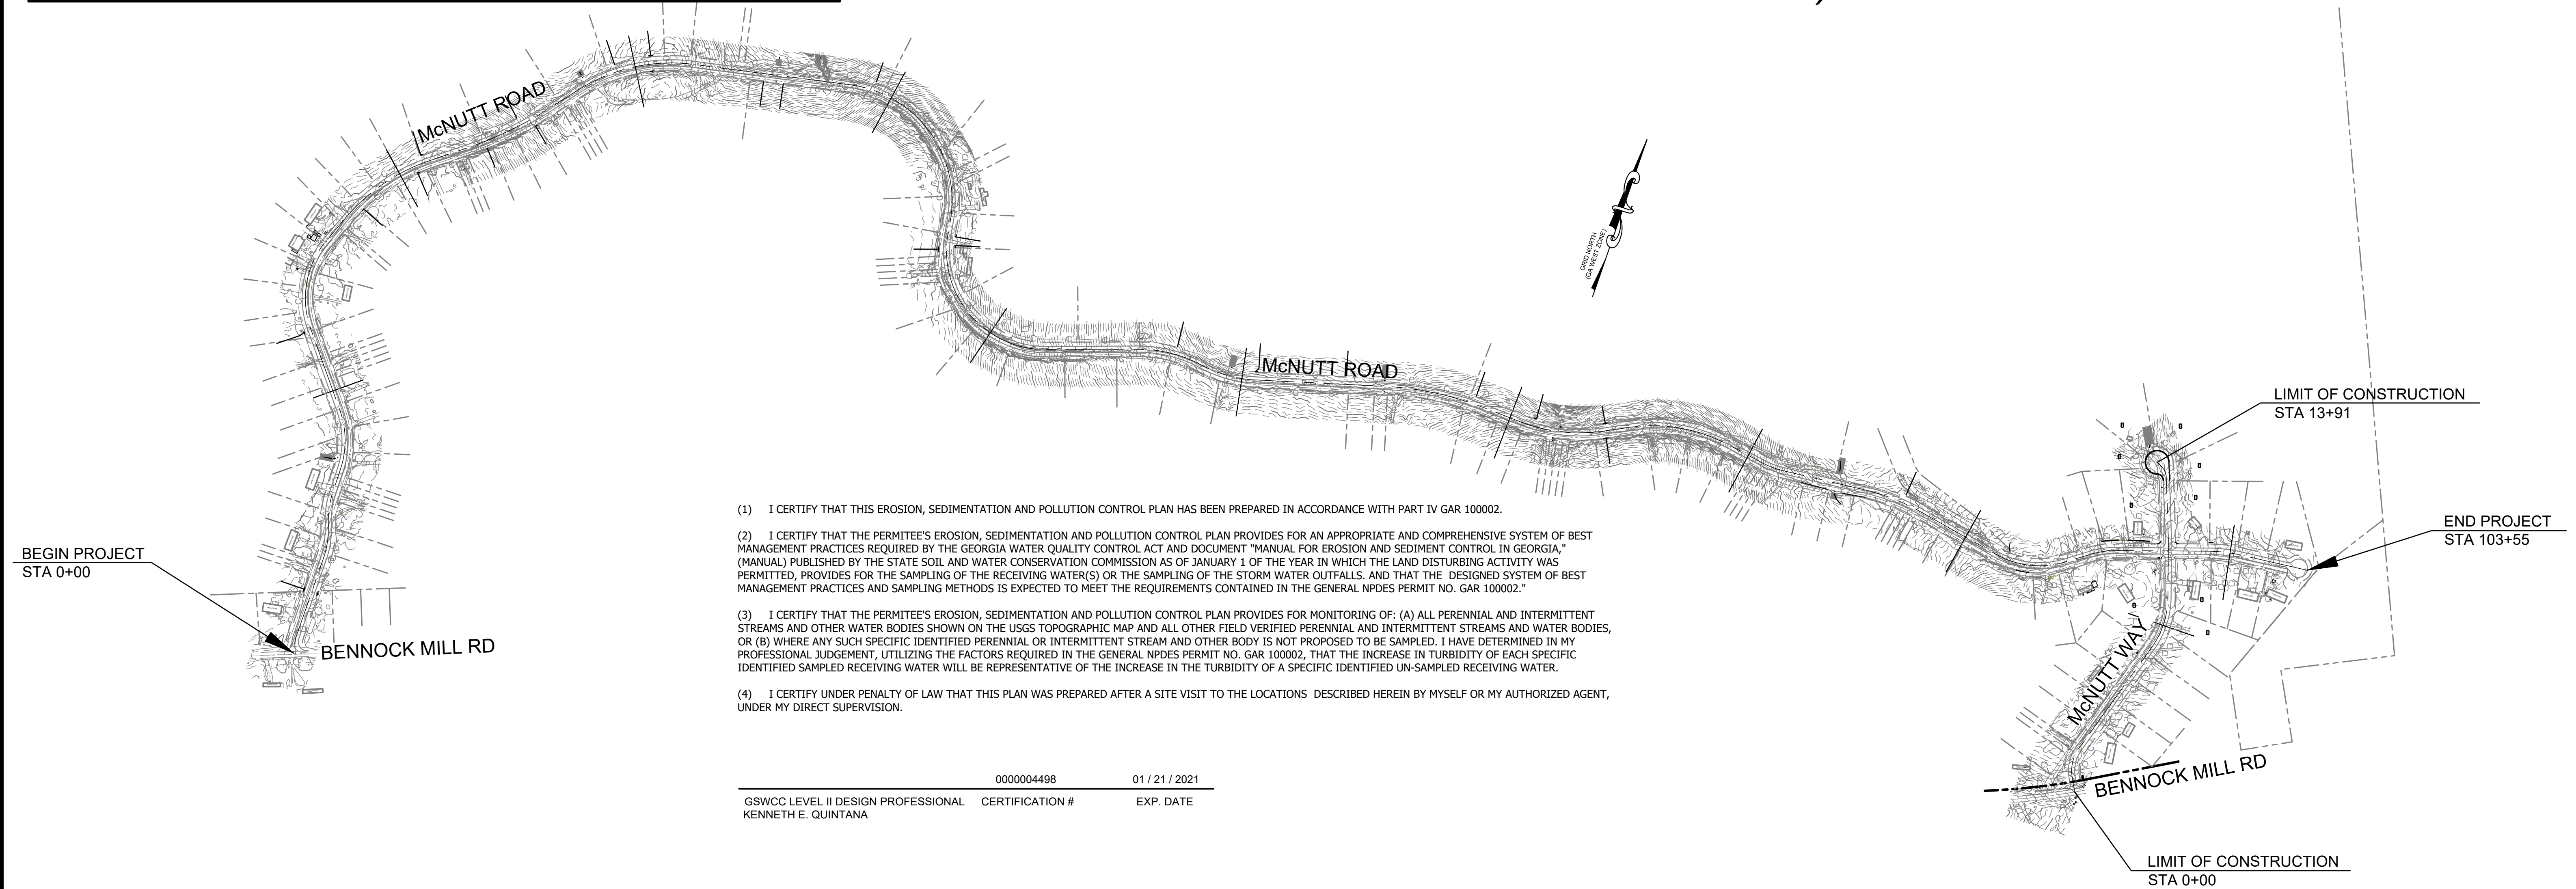 McNUTT ROAD
GRID NORTH
(GA WEST ZONE)
McNUTT ROAD
LIMIT OF CONSTRUCTION
STA 13+91
END PROJECT
STA 103+55
BEGIN PROJECT
STA 0+00
BENNOCK MILL RD
(1) I CERTIFY THAT THIS EROSION, SEDIMENTATION AND POLLUTION CONTROL PLAN HAS BEEN PREPARED IN ACCORDANCE WITH PART IV GAR 100002.
(2) I CERTIFY THAT THE PERMITEE'S EROSION, SEDIMENTATION AND POLLUTION CONTROL PLAN PROVIDES FOR AN APPROPRIATE AND COMPREHENSIVE SYSTEM OF BEST
MANAGEMENT PRACTICES REQUIRED BY THE GEORGIA WATER QUALITY CONTROL ACT AND DOCUMENT "MANUAL FOR EROSION AND SEDIMENT CONTROL IN GEORGIA,"
(MANUAL) PUBLISHED BY THE STATE SOIL AND WATER CONSERVATION COMMISSION AS OF JANUARY 1 OF THE YEAR IN WHICH THE LAND DISTURBING ACTIVITY WAS
PERMITTED, PROVIDES FOR THE SAMPLING OF THE RECEIVING WATER(S) OR THE SAMPLING OF THE STORM WATER OUTFALLS. AND THAT THE DESIGNED SYSTEM OF BEST
MANAGEMENT PRACTICES AND SAMPLING METHODS IS EXPECTED TO MEET THE REQUIREMENTS CONTAINED IN THE GENERAL NPDES PERMIT NO. GAR 100002."
(3) I CERTIFY THAT THE PERMITEE'S EROSION, SEDIMENTATION AND POLLUTION CONTROL PLAN PROVIDES FOR MONITORING OF: (A) ALL PERENNIAL AND INTERMITTENT
STREAMS AND OTHER WATER BODIES SHOWN ON THE USGS TOPOGRAPHIC MAP AND ALL OTHER FIELD VERIFIED PERENNIAL AND INTERMITTENT STREAMS AND WATER BODIES,
OR (B) WHERE ANY SUCH SPECIFIC IDENTIFIED PERENNIAL OR INTERMITTENT STREAM AND OTHER BODY IS NOT PROPOSED TO BE SAMPLED. I HAVE DETERMINED IN MY
PROFESSIONAL JUDGEMENT, UTILIZING THE FACTORS REQUIRED IN THE GENERAL NPDES PERMIT NO. GAR 100002, THAT THE INCREASE IN TURBIDITY OF EACH SPECIFIC
IDENTIFIED SAMPLED RECEIVING WATER WILL BE REPRESENTATIVE OF THE INCREASE IN THE TURBIDITY OF A SPECIFIC IDENTIFIED UN-SAMPLED RECEIVING WATER.
(4) I CERTIFY UNDER PENALTY OF LAW THAT THIS PLAN WAS PREPARED AFTER A SITE VISIT TO THE LOCATIONS DESCRIBED HEREIN BY MYSELF OR MY AUTHORIZED AGENT,
UNDER MY DIRECT SUPERVISION.
0000004498 01 / 21 / 2021
GSWCC LEVEL II DESIGN PROFESSIONAL CERTIFICATION # EXP. DATE
KENNETH E. QUINTANA
McNUTT WAY
BENNOCK MILL RD
LIMIT OF CONSTRUCTION
STA 0+00